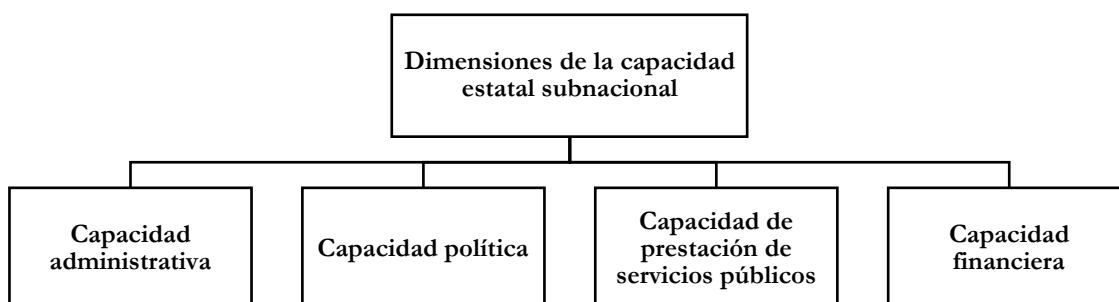 Dimensiones de la capacidad
estatal subnacional
Capacidad
administrativa
Capacidad política
Capacidad de
prestación de
servicios públicos
Capacidad
financiera